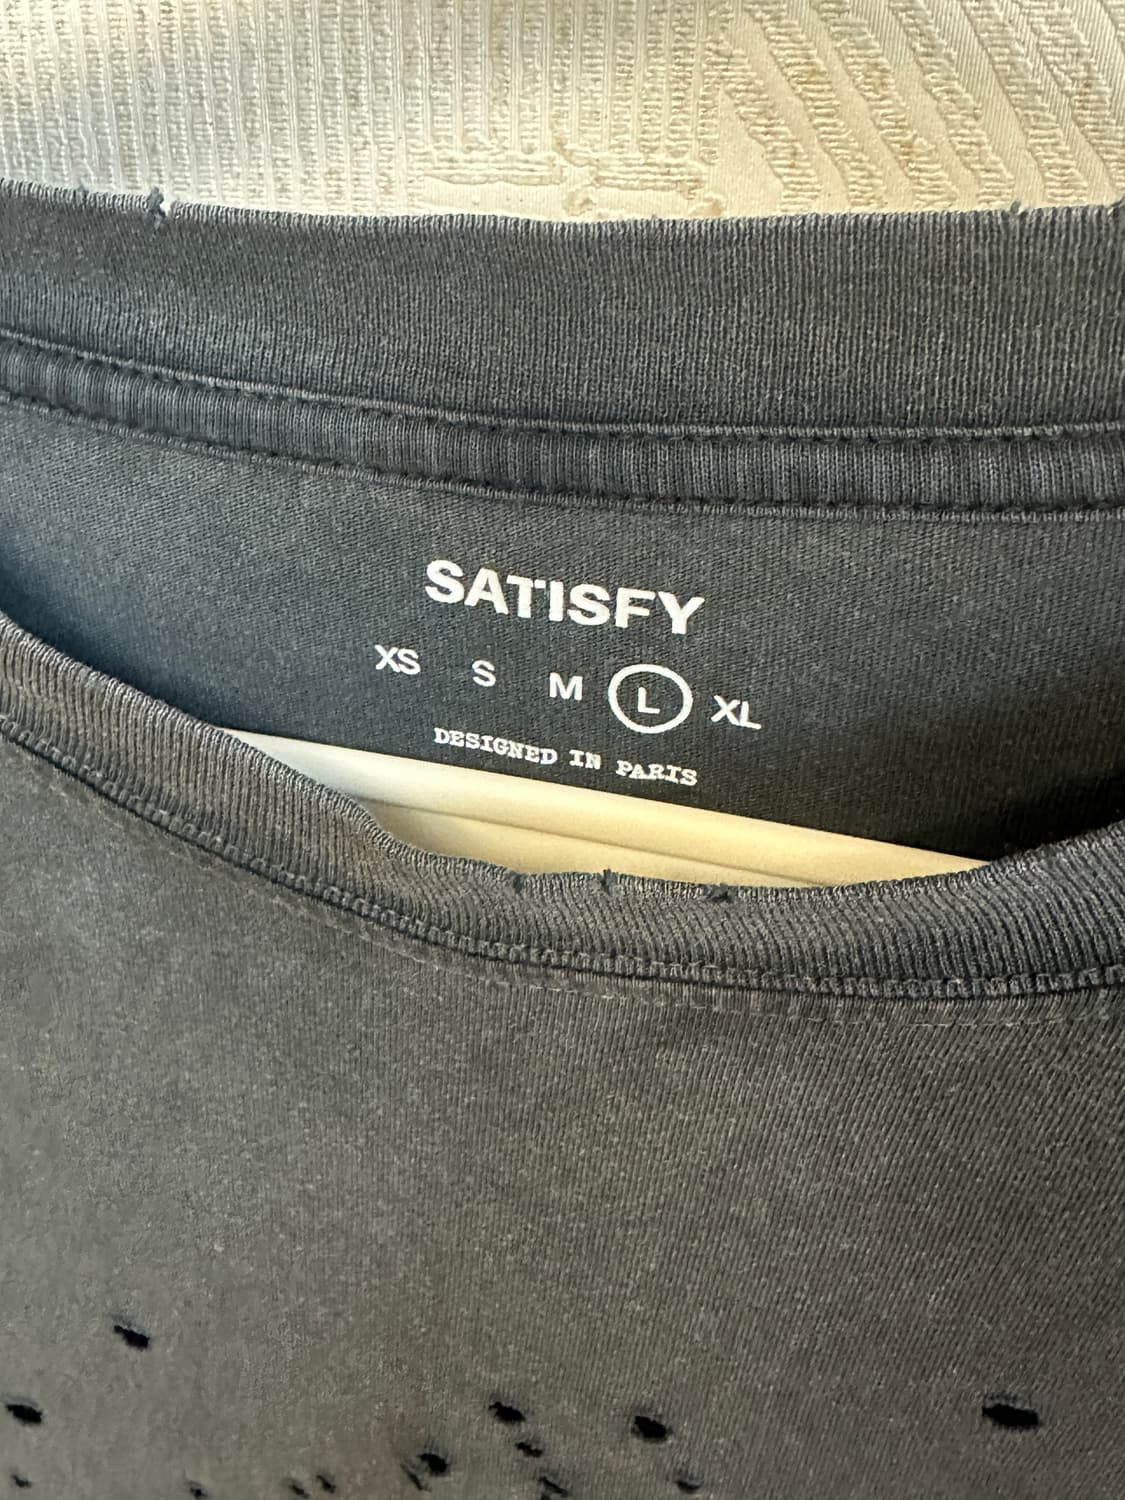 SATISFY
XS S M L XL
DESIGNED IN PARIS